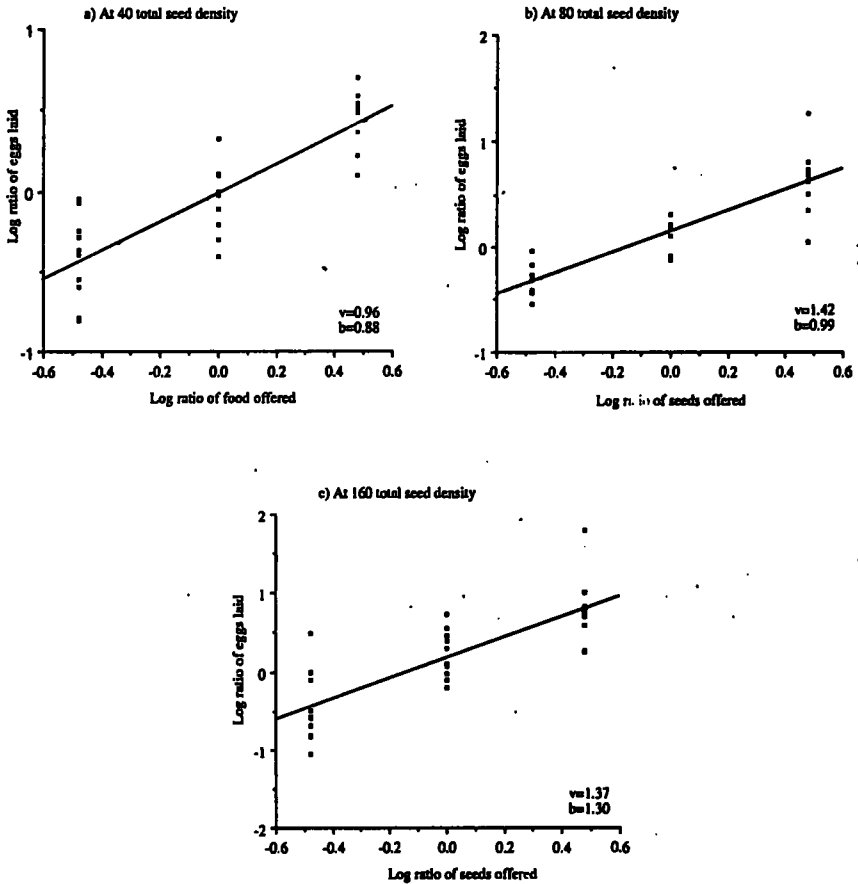 a) At 40 total seed density
1
0
-1
Log ratio of eggs laid
v=0.96
b=0.88
-0.6 -0.4 -0.2 0.0 0.2 0.4 0.6
Log ratio of food offered
b) At 80 total seed density
2
1
0
-1
Log ratio of eggs laid
v=1.42
b=0.99
-0.6 -0.4 -0.2 0.0 0.2 0.4 0.6
Log of seeds offered
c) At 160 total seed density
2
1
0
-1
-2
Log ratio of eggs laid
v=1.37
b=1.30
-0.6 -0.4 -0.2 0.0 0.2 0.4 0.6
Log ratio of seeds offered